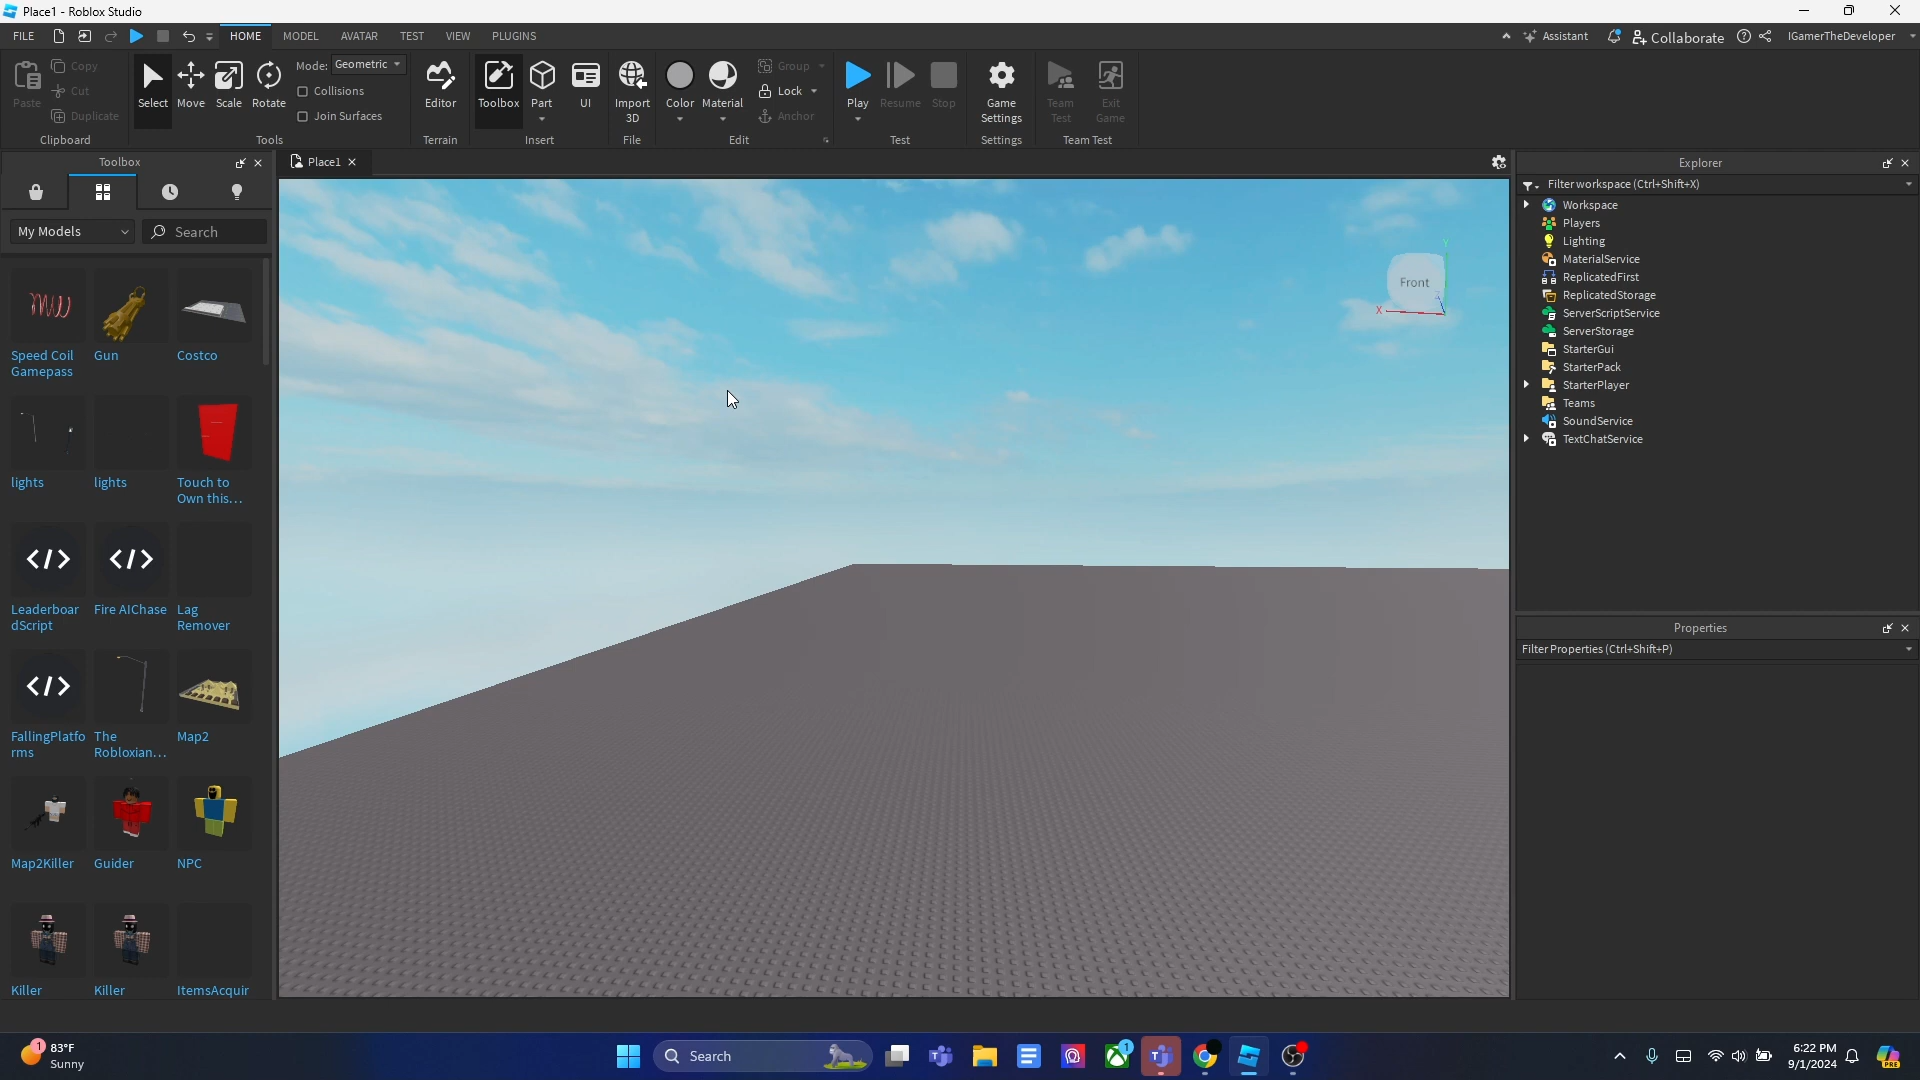 Place1 - Roblox Studio
FILE
HOME
MODEL
AVATAR
TEST
VIEW
PLUGINS
Assistant
Collaborate
IGamerTheDeveloper
Paste
Copy
Cut
Duplicate
Clipboard
Select
Move
Scale
Rotate
Mode: Geometric
Collisions
Join Surfaces
Tools
Editor
Terrain
Toolbox
Part
UI
Insert
Import
3D
File
Color
Material
Group
Lock
Anchor
Edit
Play
Resume
Stop
Test
Game
Settings
Settings
Team
Test
Exit
Game
Team Test
Toolbox
My Models
Search
Speed Coil
Gamepass
Gun
Costco
lights
lights
Touch to
Own this...
Leaderboar
dScript
Fire AIChase
Lag
Remover
FallingPlatfo
rms
The
Robloxian...
Map2
Map2Killer
Guider
NPC
Killer
Killer
ItemsAcquir
Place1
Front
X
Y
Explorer
Filter workspace (Ctrl+Shift+X)
Workspace
Players
Lighting
MaterialService
ReplicatedFirst
ReplicatedStorage
ServerScriptService
ServerStorage
StarterGui
StarterPack
StarterPlayer
Teams
SoundService
TextChatService
Properties
Filter Properties (Ctrl+Shift+P)
1
83°F
Sunny
Search
1
6:22 PM
9/1/2024
PRE